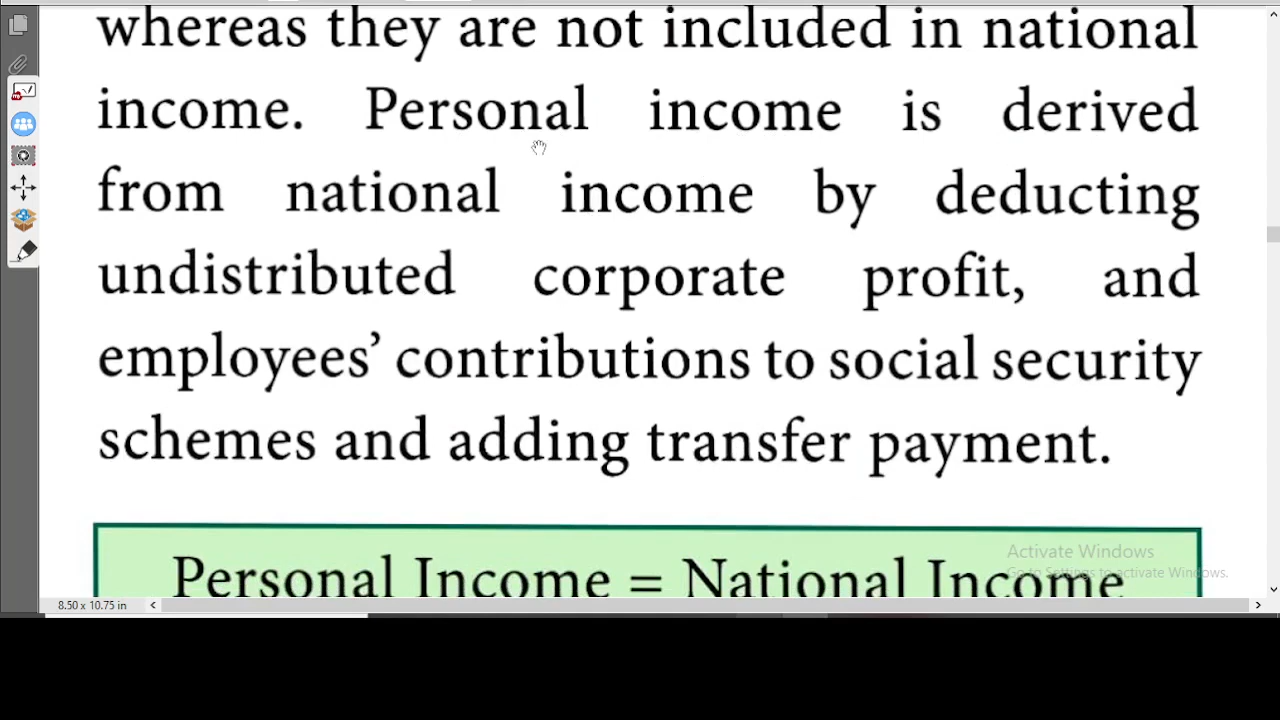 whereas they are not included in national
income. Personal income is derived
from national income by deducting
undistributed corporate profit, and
employees’ contributions to social security
schemes and adding transfer payment.
Personal Income = National Income
Activate Windows
Go to Settings to activate Windows.
8.50 x 10.75 in